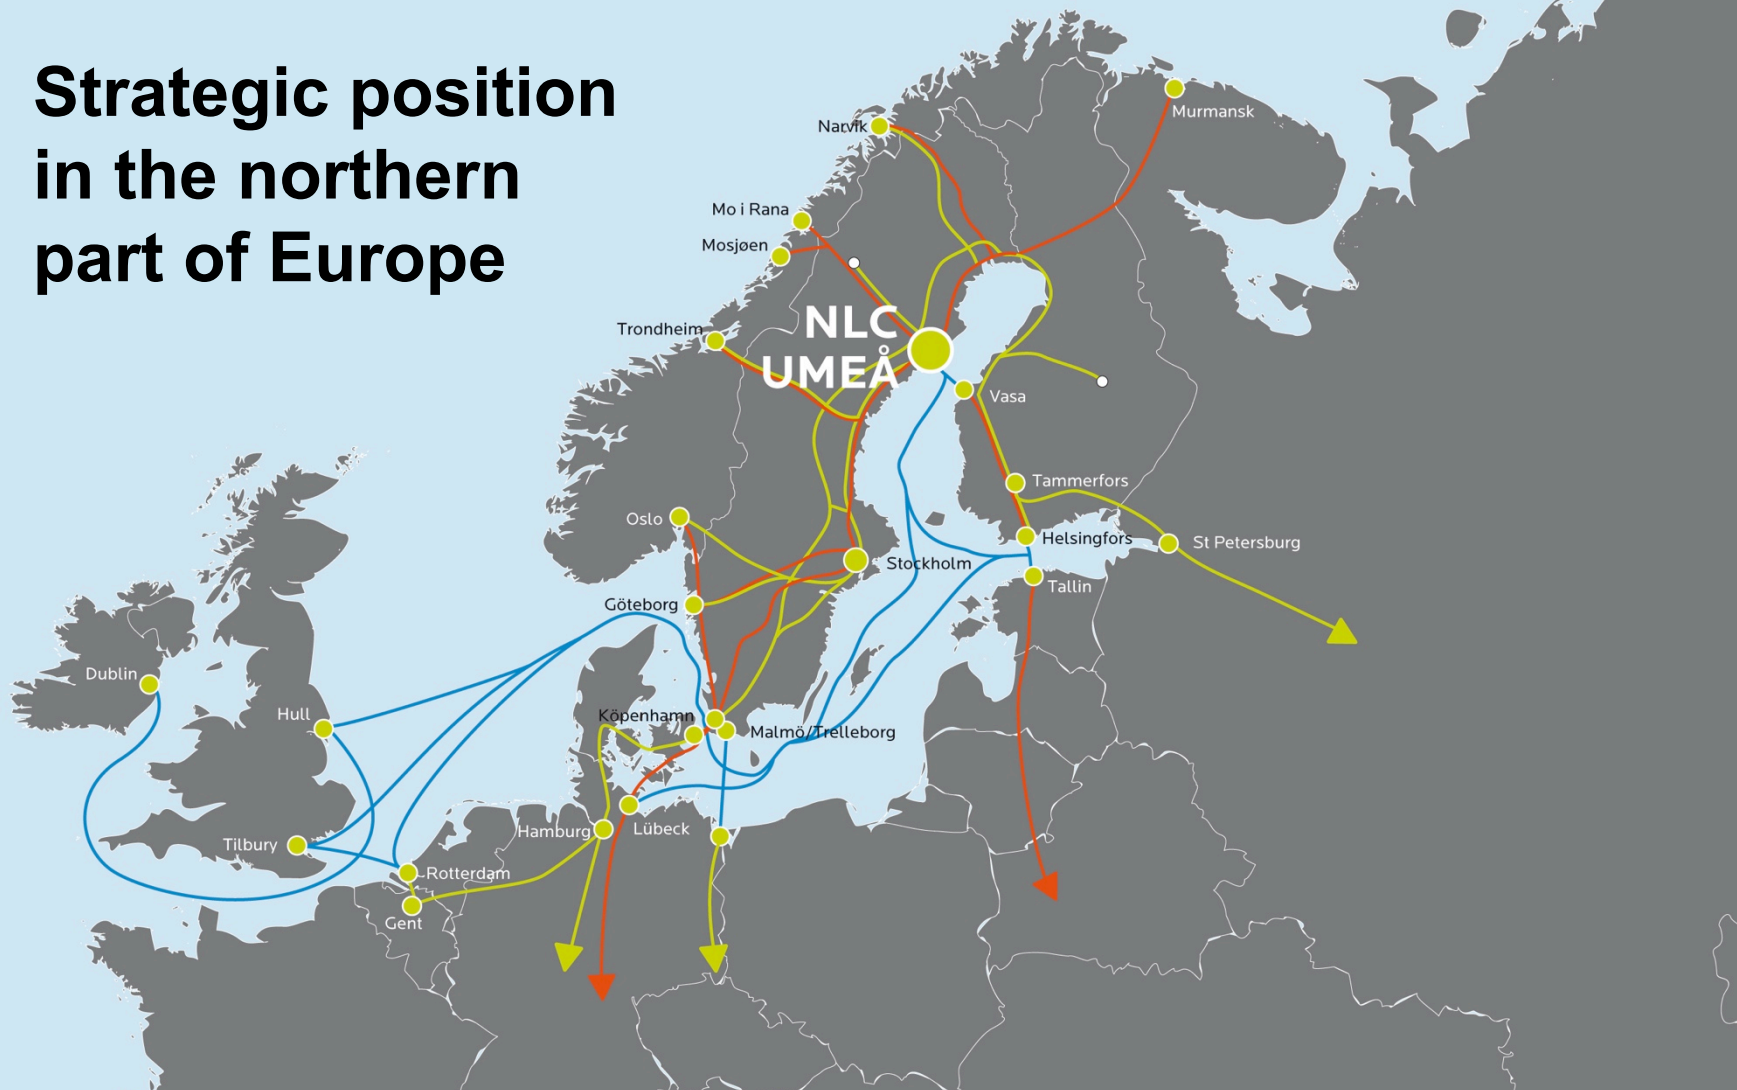 Strategic position
in the northern
part of Europe
Murmansk
Narvik
Mo i Rana
Mosjøen
NLC
UMEÅ
Trondheim
Vasa
Tammerfors
Oslo
Helsingfors
St Petersburg
Stockholm
Tallin
Göteborg
Dublin
Hull
Köpenhamn
Malmö/Trelleborg
Hamburg
Lübeck
Tilbury
Rotterdam
Gent